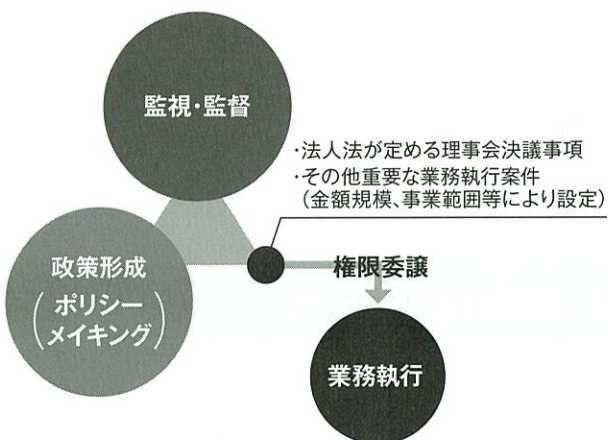 監視・監督
・法人法が定める理事会決議事項
・その他重要な業務執行案件
（金額規模、事業範囲等により設定）
政策形成
（ポリシー
メイキング）
権限委譲
業務執行